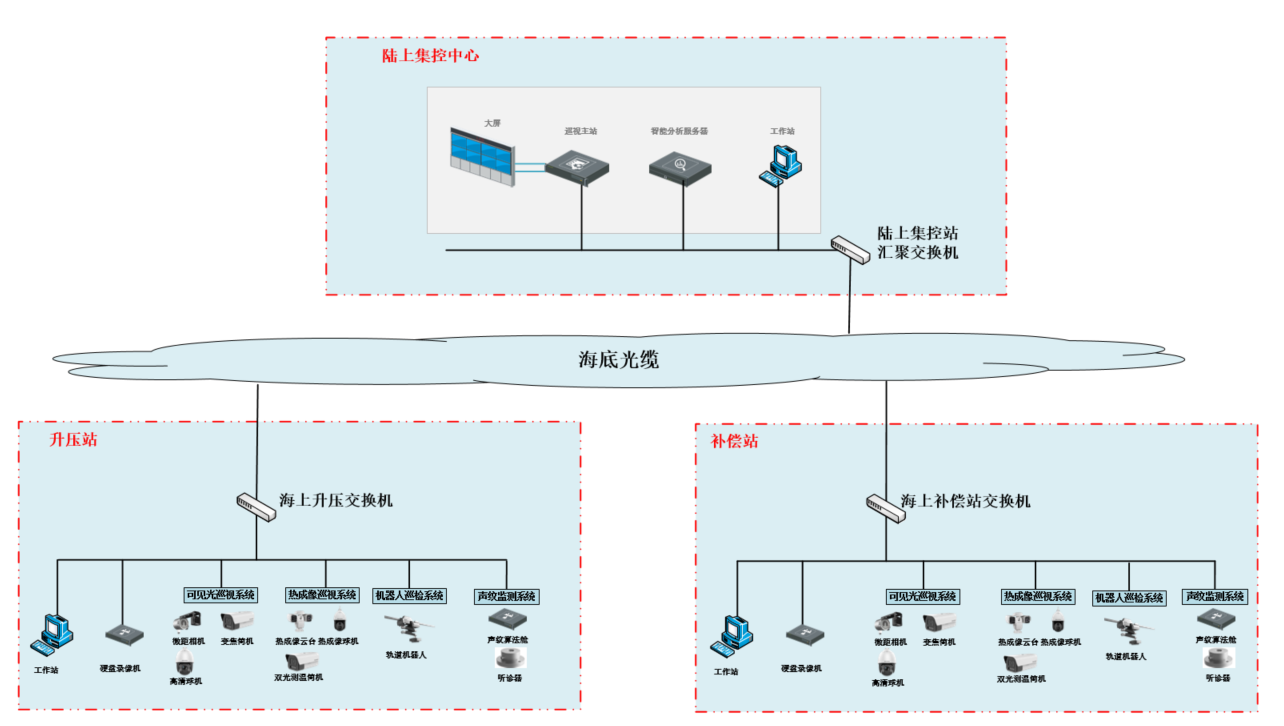 陆上集控中心
大屏
巡视主站
智能分析服务器
工作站
陆上集控站
汇聚交换机
海底光缆
升压站
海上升压交换机
可见光巡视系统
热成像巡视系统
机器人巡检系统
声纹监测系统
微距相机
变焦筒机
热成像云台
热成像球机
声纹算法舱
轨道机器人
工作站
硬盘录像机
高清球机
双光测温筒机
听诊器
补偿站
海上补偿站交换机
可见光巡视系统
热成像巡视系统
机器人巡检系统
声纹监测系统
微距相机
变焦筒机
热成像云台
热成像球机
声纹算法舱
轨道机器人
工作站
硬盘录像机
高清球机
双光测温筒机
听诊器